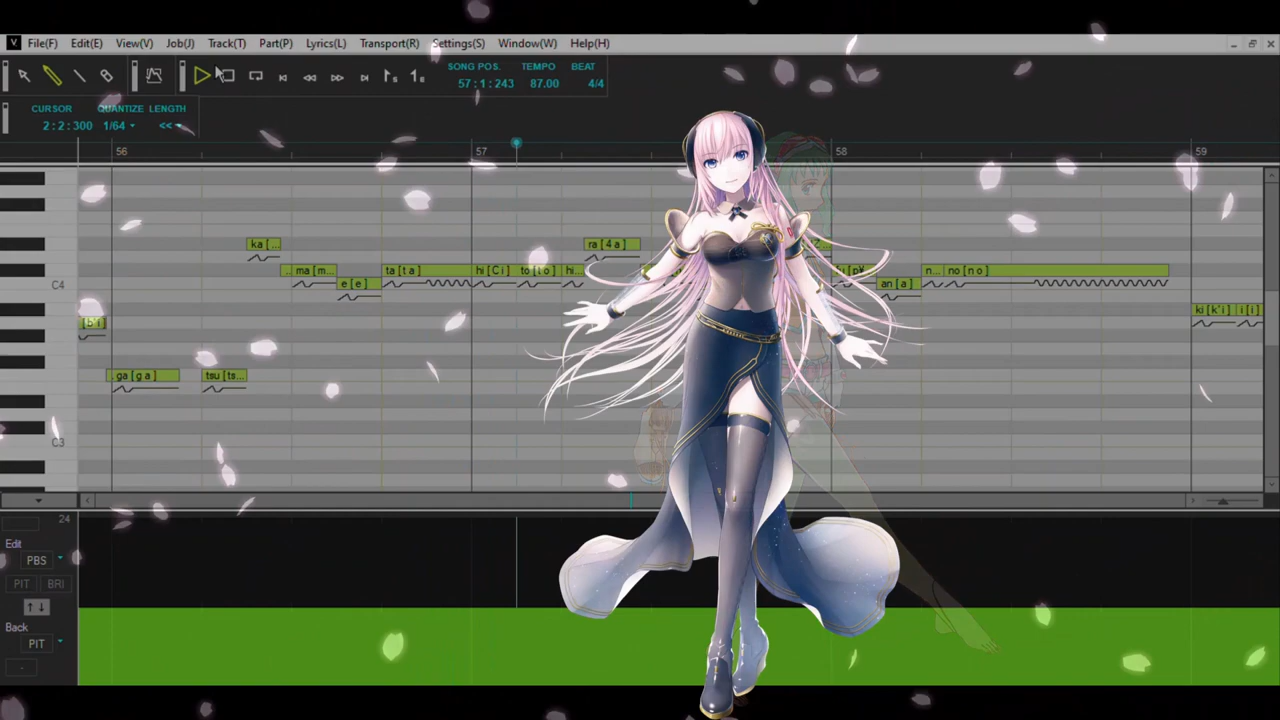 V File(F) Edit(E) View(V) Job(J) Track(T) Part(P) Lyrics(L) Transport(R) Settings(S) Window(W) Help(H)
SONG POS. TEMPO BEAT
57:1:243 87.00 4/4
CURSOR QUANTIZE LENGTH
2:2:300 1/64 <<
56 57 58 59
ka [... ra [4 a]
... ma [m... ta [t a] hi [C i] to [t o] hi... n... no [n o]
e [e] an [a]
C4
ki [k' i] i [i]
[b' i]
. ga [g a] tsu [ts...
C3
24
Edit
PBS
PIT BRI
Back
PIT